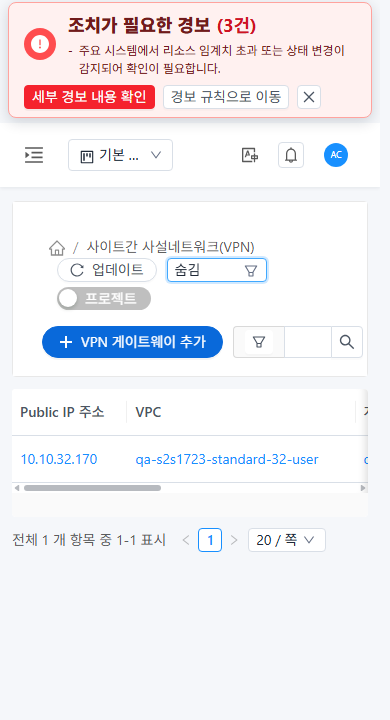 조치가 필요한 경보 (3건)
- 주요 시스템에서 리소스 임계치 초과 또는 상태 변경이
감지되어 확인이 필요합니다.
세부 경보 내용 확인 경보 규칙으로 이동
기본 ...
AC
/ 사이트간 사설네트워크(VPN)
업데이트 숨김
프로젝트
VPN 게이트웨이 추가
Public IP 주소 VPC
10.10.32.170 qa-s2s1723-standard-32-user
전체 1 개 항목 중 1-1 표시 1 20 / 쪽